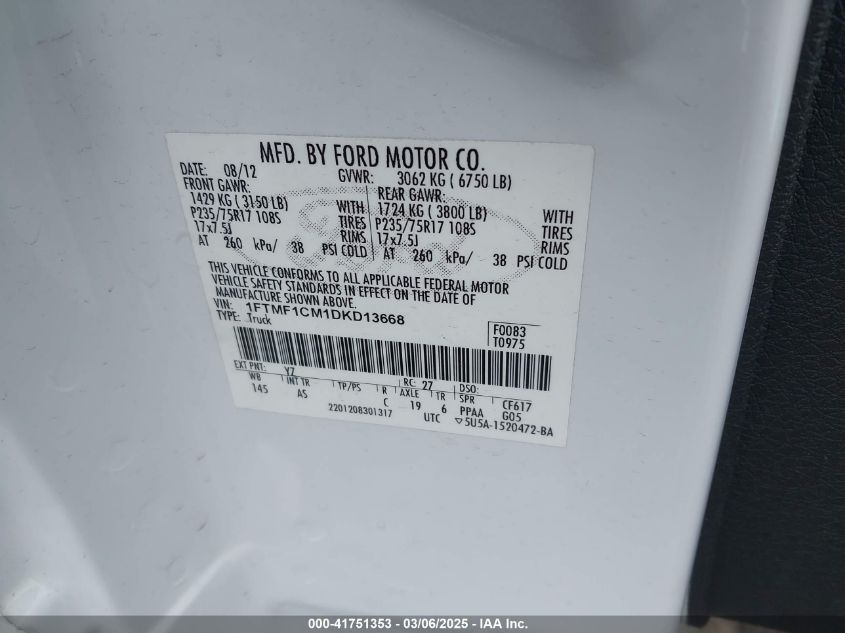 MFD. BY FORD MOTOR CO.
DATE: 08/12 GVWR: 3062 KG ( 6750 LB)
FRONT GAWR: REAR GAWR:
1429 KG ( 3150 LB) WITH 1724 KG ( 3800 LB) WITH
P235/75R17 108S TIRES P235/75R17 108S TIRES
17x7.5J RIMS 17x7.5J RIMS
AT 260 kPa/ 38 PSI COLD AT 260 kPa/ 38 PSI COLD
THIS VEHICLE CONFORMS TO ALL APPLICABLE FEDERAL MOTOR
VEHICLE SAFETY STANDARDS IN EFFECT ON THE DATE OF
MANUFACTURE SHOWN ABOVE.
VIN: 1FTMF1CM1DKD13668
TYPE: Truck
F0083
T0975
EXT PNT: YZ RC: 27 DSO:
WB INT TR TP/PS R AXLE TR SPR CF617
145 AS C 19 6 PPAA G05
2201208301317 UTC ▽5U5A-1520472-BA
000-41751353 - 03/06/2025 - IAA Inc.